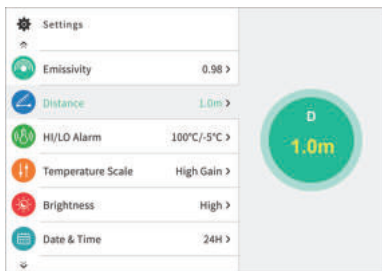 Settings
Emissivity 0.98 >
Distance 1.0m >
HI/LO Alarm 100°C/-5°C >
Temperature Scale High Gain >
Brightness High >
Date & Time 24H >
D
1.0m